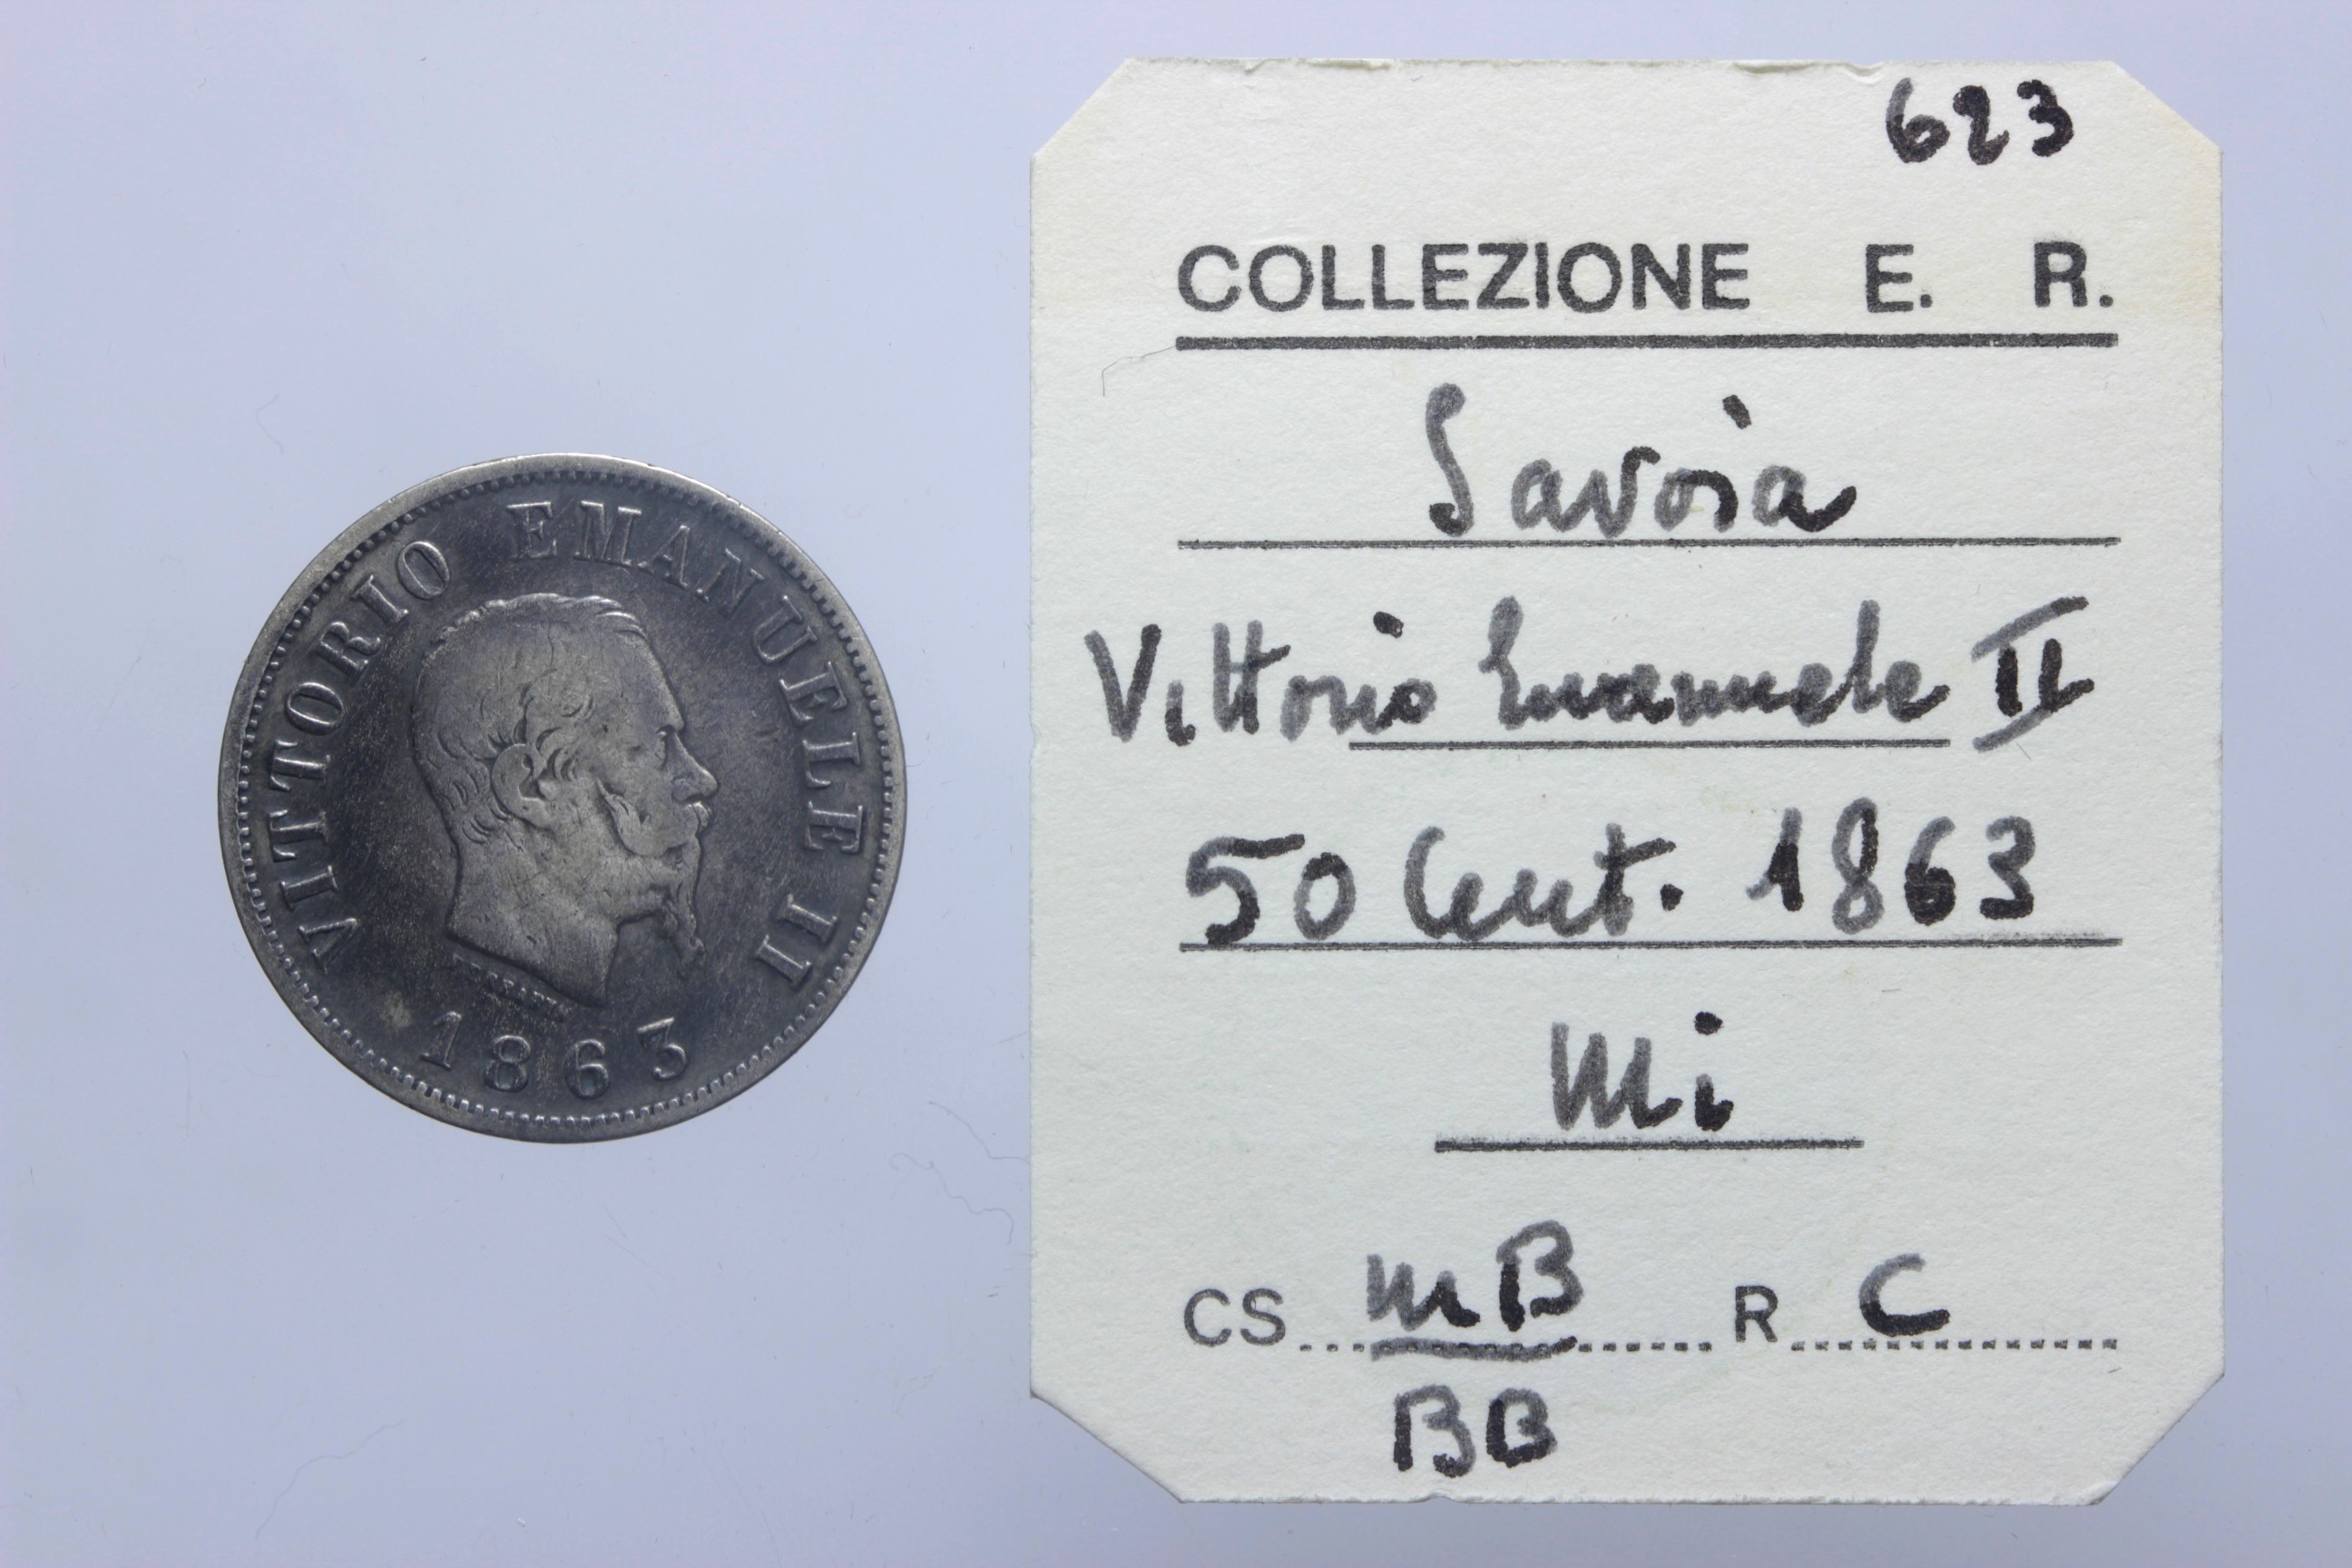 VITTORIO EMANUELE II
1863
623
COLLEZIONE E. R.
Savoia
Vittorio Emanuele II
50 Cent. 1863
Mi
CS mB R C
BB